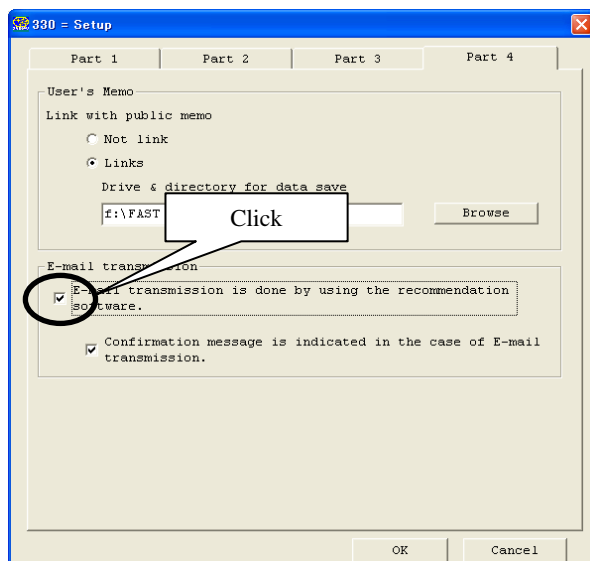 330 = Setup
Part 1 Part 2 Part 3 Part 4
User's Memo
Link with public memo
Not link
Links
Drive & directory for data save
f:\FAST
Browse
Click
E-mail transmission
E-mail transmission is done by using the recommendation
software.
Confirmation message is indicated in the case of E-mail
transmission.
OK Cancel